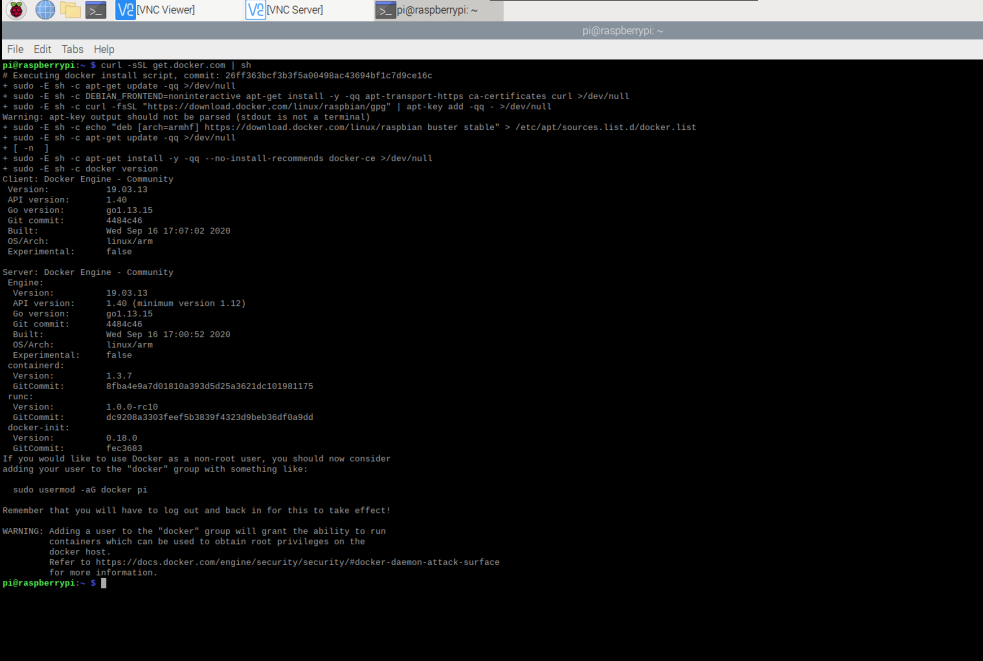 [VNC Viewer]
[VNC Server]
pi@raspberrypi: ~
pi@raspberrypi: ~
File Edit Tabs Help
pi@raspberrypi:~ $ curl -sSL get.docker.com | sh
# Executing docker install script, commit: 26ff363bcf3b3f5a00498ac43694bf1c7d9ce16c
+ sudo -E sh -c apt-get update -qq >/dev/null
+ sudo -E sh -c DEBIAN_FRONTEND=noninteractive apt-get install -y -qq apt-transport-https ca-certificates curl >/dev/null
+ sudo -E sh -c curl -fsSL "https://download.docker.com/linux/raspbian/gpg" | apt-key add -qq - >/dev/null
Warning: apt-key output should not be parsed (stdout is not a terminal)
+ sudo -E sh -c echo "deb [arch=armhf] https://download.docker.com/linux/raspbian buster stable" > /etc/apt/sources.list.d/docker.list
+ sudo -E sh -c apt-get update -qq >/dev/null
+ [ -n  ]
+ sudo -E sh -c apt-get install -y -qq --no-install-recommends docker-ce >/dev/null
+ sudo -E sh -c docker version
Client: Docker Engine - Community
Version: 19.03.13
API version: 1.40
Go version: go1.13.15
Git commit: 4484c46
Built: Wed Sep 16 17:07:02 2020
OS/Arch: linux/arm
Experimental: false
Server: Docker Engine - Community
Engine:
Version: 19.03.13
API version: 1.40 (minimum version 1.12)
Go version: go1.13.15
Git commit: 4484c46
Built: Wed Sep 16 17:00:52 2020
OS/Arch: linux/arm
Experimental: false
containerd:
Version: 1.3.7
GitCommit: 8fba4e9a7d01810a393d5d25a3621dc101981175
runc:
Version: 1.0.0-rc10
GitCommit: dc9208a3303feef5b3839f4323d9beb36df0a9dd
docker-init:
Version: 0.18.0
GitCommit: fec3683
If you would like to use Docker as a non-root user, you should now consider
adding your user to the "docker" group with something like:
sudo usermod -aG docker pi
Remember that you will have to log out and back in for this to take effect!
WARNING: Adding a user to the "docker" group will grant the ability to run
containers which can be used to obtain root privileges on the
docker host.
Refer to https://docs.docker.com/engine/security/security/#docker-daemon-attack-surface
for more information.
pi@raspberrypi:~ $